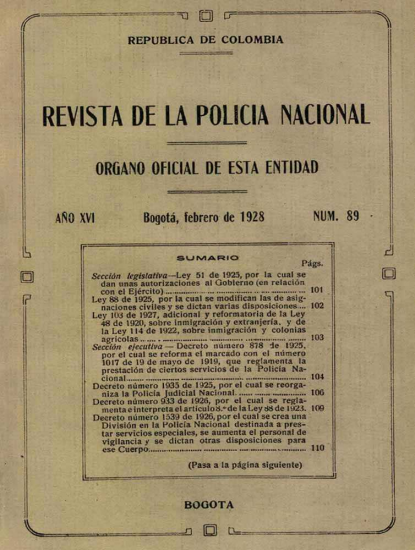 REPUBLICA DE COLOMBIA
REVISTA DE LA POLICIA NACIONAL
ORGANO OFICIAL DE ESTA ENTIDAD
AÑO XVI Bogotá, febrero de 1928 NUM. 89
SUMARIO
Págs.
Sección legislativa—Ley 51 de 1925, por la cual se
dan unas autorizaciones al Gobierno (en relación
con el Ejército) 101
Ley 88 de 1925, por la cual se modifican las de asig-
naciones civiles y se dictan varias disposiciones 102
Ley 103 de 1927, adicional y reformatoria de la Ley
48 de 1920, sobre inmigración y extranjería, y de
la Ley 114 de 1922, sobre inmigración y colonias
agrícolas 103
Sección ejecutiva—Decreto número 878 de 1925,
por el cual se reforma el marcado con el número
1017 de 19 de mayo de 1919, que reglamenta la
prestación de ciertos servicios de la Policía Na-
cional 104
Decreto número 1935 de 1925, por el cual se reorga-
niza la Policía Judicial Nacional 106
Decreto número 933 de 1926, por el cual se regla-
menta e interpreta el artículo 8.º de la Ley 88 de 1923. 109
Decreto número 1539 de 1926, por el cual se crea una
División en la Policía Nacional destinada a pres-
tar servicios especiales, se aumenta el personal de
vigilancia y se dictan otras disposiciones para
ese Cuerpo 110
(Pasa a la página siguiente)
BOGOTA